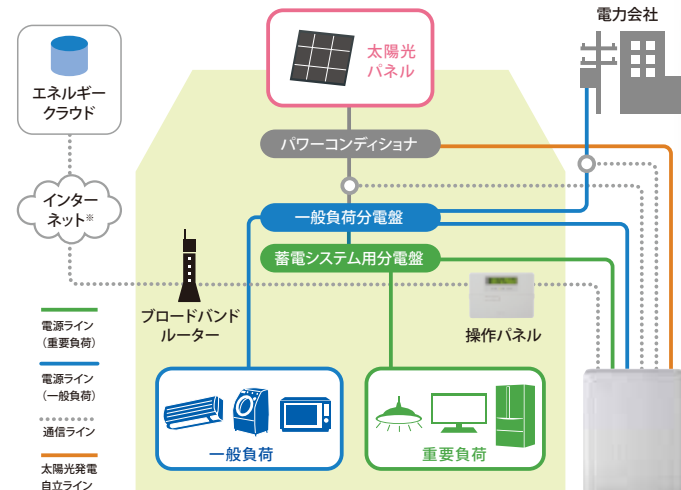 電力会社
太陽光
パネル
エネルギー
クラウド
パワーコンディショナ
インター
ネット※
一般負荷分電盤
蓄電システム用分電盤
ブロードバンド
ルーター
操作パネル
電源ライン
（重要負荷）
電源ライン
（一般負荷）
通信ライン
太陽光発電
自立ライン
一般負荷
重要負荷